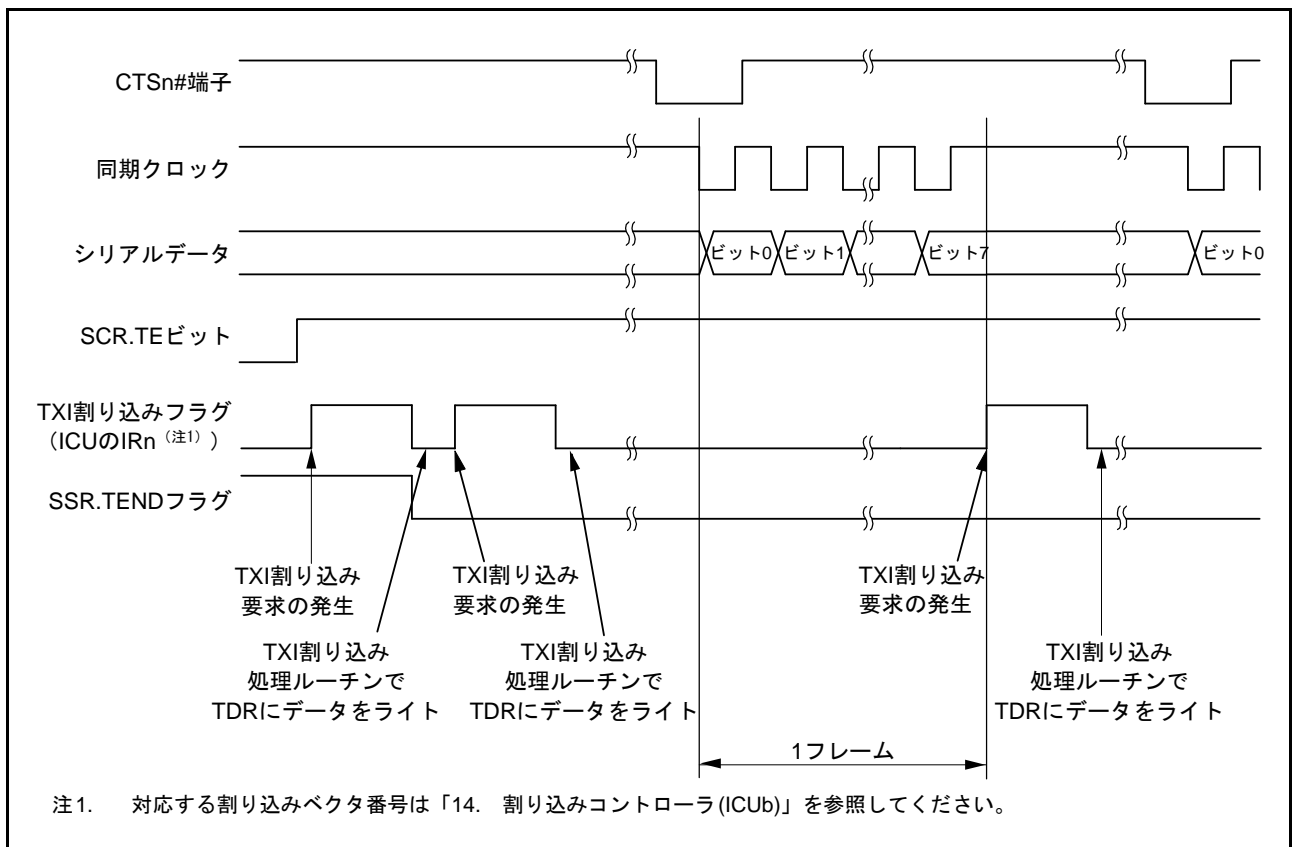 CTSn#端子
同期クロック
シリアルデータ
ビット0
ビット1
ビット7
ビット0
SCR.TEビット
TXI割り込みフラグ
（ICUのIRn（注1））
SSR.TENDフラグ
TXI割り込み
要求の発生
TXI割り込み
要求の発生
TXI割り込み
要求の発生
TXI割り込み
処理ルーチンで
TDRにデータをライト
TXI割り込み
処理ルーチンで
TDRにデータをライト
TXI割り込み
処理ルーチンで
TDRにデータをライト
1フレーム
注1. 対応する割り込みベクタ番号は「14. 割り込みコントローラ(ICUb)」を参照してください。